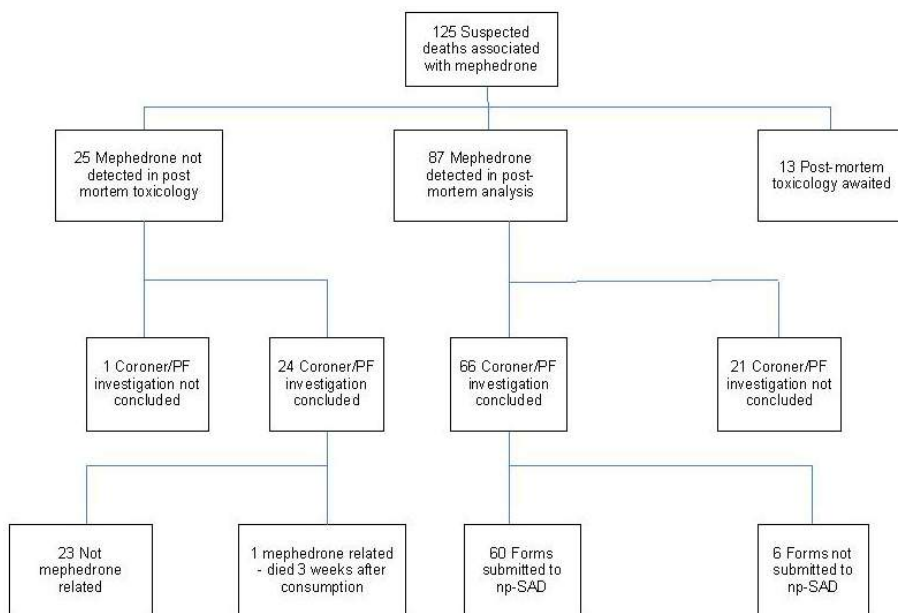 125 Suspected
deaths associated
with mephedrone
25 Mephedrone not
detected in post
mortem toxicology
87 Mephedrone
detected in post-
mortem analysis
13 Post-mortem
toxicology awaited
1 Coroner/PF
investigation not
concluded
24 Coroner/PF
investigation
concluded
66 Coroner/PF
investigation
concluded
21 Coroner/PF
investigation not
concluded
23 Not
mephedrone
related
1 mephedrone related
- died 3 weeks after
consumption
60 Forms
submitted to
np-SAD
6 Forms not
submitted to
np-SAD